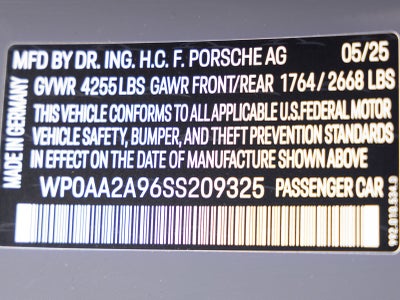 MFD BY DR. ING. H.C. F. PORSCHE AG 05/25
GVWR 4255LBS GAWR FRONT/REAR 1764/2668 LBS
THIS VEHICLE CONFORMS TO ALL APPLICABLE U.S.FEDERAL MOTOR
VEHICLE SAFETY, BUMPER, AND THEFT PREVENTION STANDARDS
IN EFFECT ON THE DATE OF MANUFACTURE SHOWN ABOVE
WP0AA2A96SS209325 PASSENGER CAR
MADE IN GERMANY